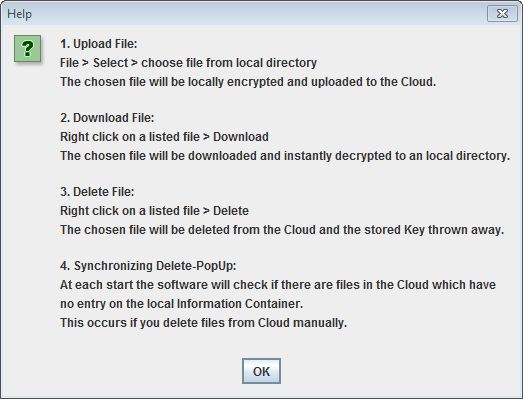 Help
?
1. Upload File:
File > Select > choose file from local directory
The chosen file will be locally encrypted and uploaded to the Cloud.
2. Download File:
Right click on a listed file > Download
The chosen file will be downloaded and instantly decrypted to an local directory.
3. Delete File:
Right click on a listed file > Delete
The chosen file will be deleted from the Cloud and the stored Key thrown away.
4. Synchronizing Delete-PopUp:
At each start the software will check if there are files in the Cloud which have
no entry on the local Information Container.
This occurs if you delete files from Cloud manually.
OK